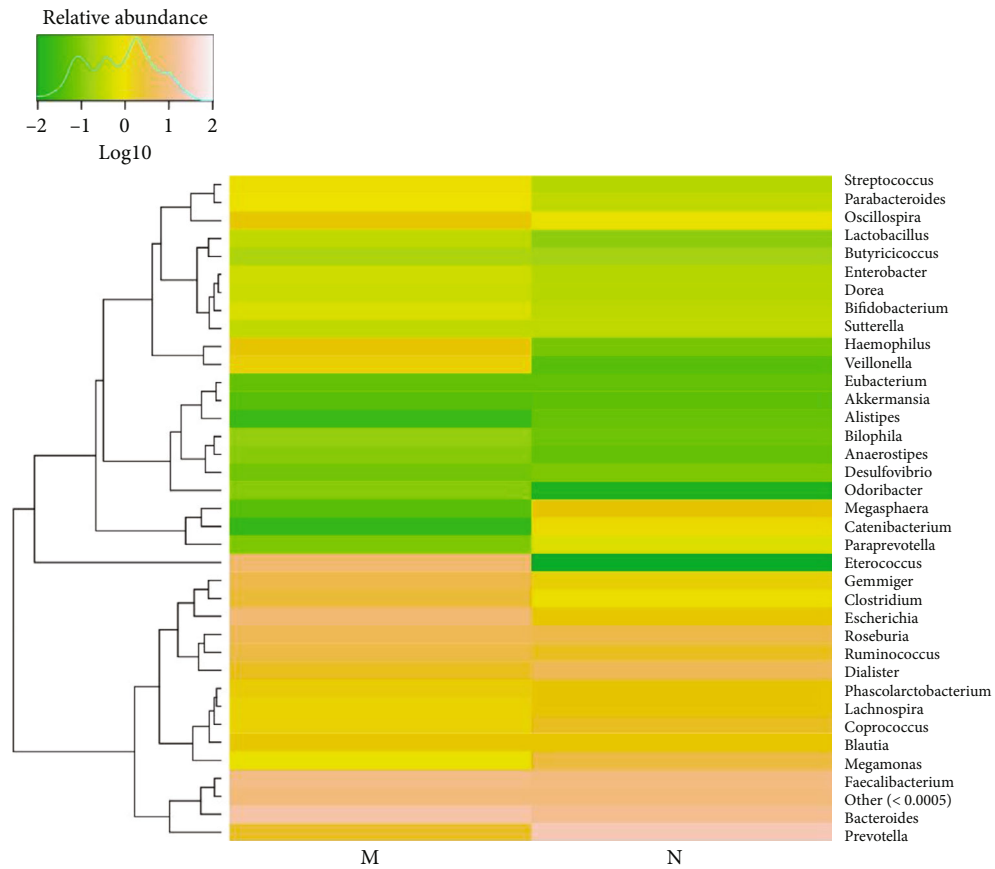 Relative abundance
−2 −1 0 1 2
Log10
Streptococcus
Parabacteroides
Oscillospira
Lactobacillus
Butyricicoccus
Enterobacter
Dorea
Bifidobacterium
Sutterella
Haemophilus
Veillonella
Eubacterium
Akkermansia
Alistipes
Bilophila
Anaerostipes
Desulfovibrio
Odoribacter
Megasphaera
Catenibacterium
Paraprevotella
Eterococcus
Gemmiger
Clostridium
Escherichia
Roseburia
Ruminococcus
Dialister
Phascolarctobacterium
Lachnospira
Coprococcus
Blautia
Megamonas
Faecalibacterium
Other (< 0.0005)
Bacteroides
Prevotella
M N